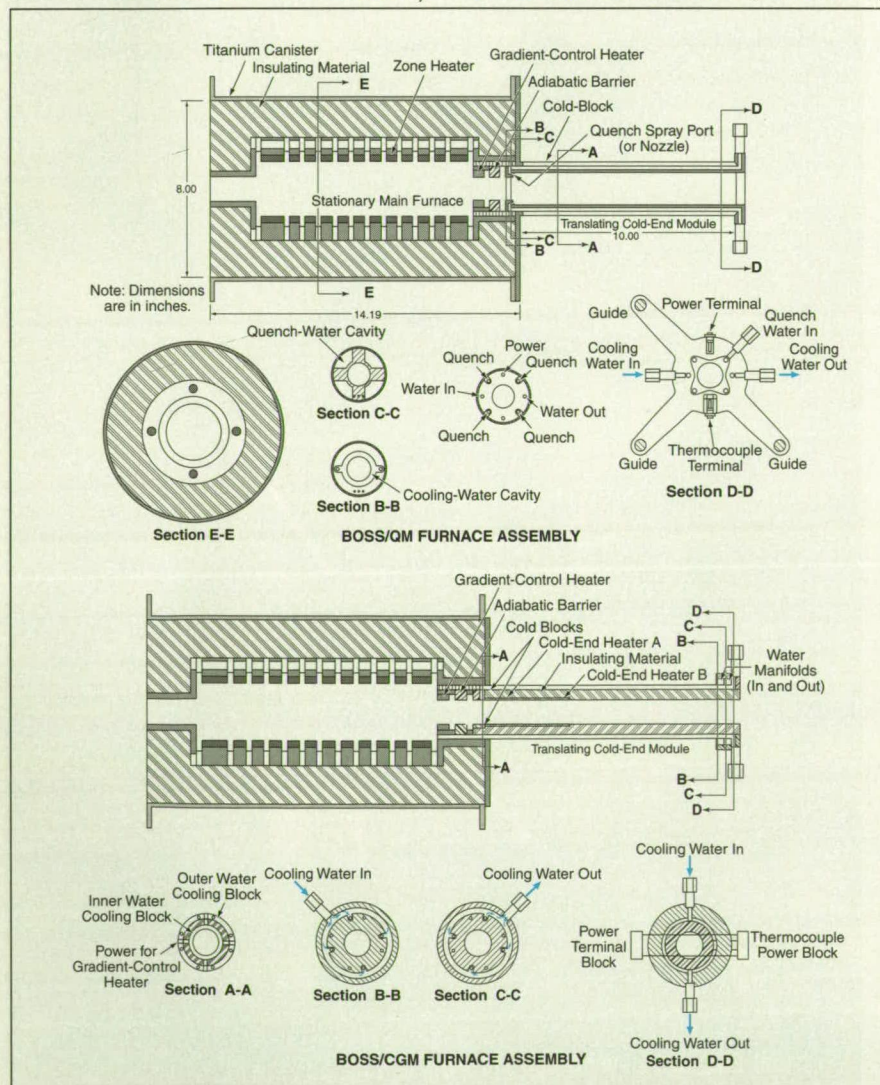 Titanium Canister
Insulating Material
Zone Heater
Gradient-Control Heater
Adiabatic Barrier
Cold-Block
Quench Spray Port
(or Nozzle)
E
B
C
A
D
8.00
Stationary Main Furnace
Translating Cold-End Module
10.00
C
B
A
D
E
Note: Dimensions
are in inches.
14.19
Quench-Water Cavity
Section C-C
Section B-B
Cooling-Water Cavity
Section E-E
Quench
Power
Quench
Water In
Water Out
Quench
Quench
Guide
Power Terminal
Quench
Water In
Cooling
Water In
Cooling
Water Out
Guide
Thermocouple
Terminal
Guide
Section D-D
BOSS/QM FURNACE ASSEMBLY
Gradient-Control Heater
Adiabatic Barrier
Cold Blocks
Cold-End Heater A
Insulating Material
Cold-End Heater B
A
D
C
B
Water
Manifolds
(In and Out)
Translating Cold-End Module
A
B
C
D
Outer Water
Cooling Block
Inner Water
Cooling Block
Power for
Gradient-Control
Heater
Section A-A
Cooling Water In
Section B-B
Cooling Water Out
Section C-C
Cooling Water In
Power
Terminal
Block
Thermocouple
Power Block
Cooling Water Out
Section D-D
BOSS/CGM FURNACE ASSEMBLY